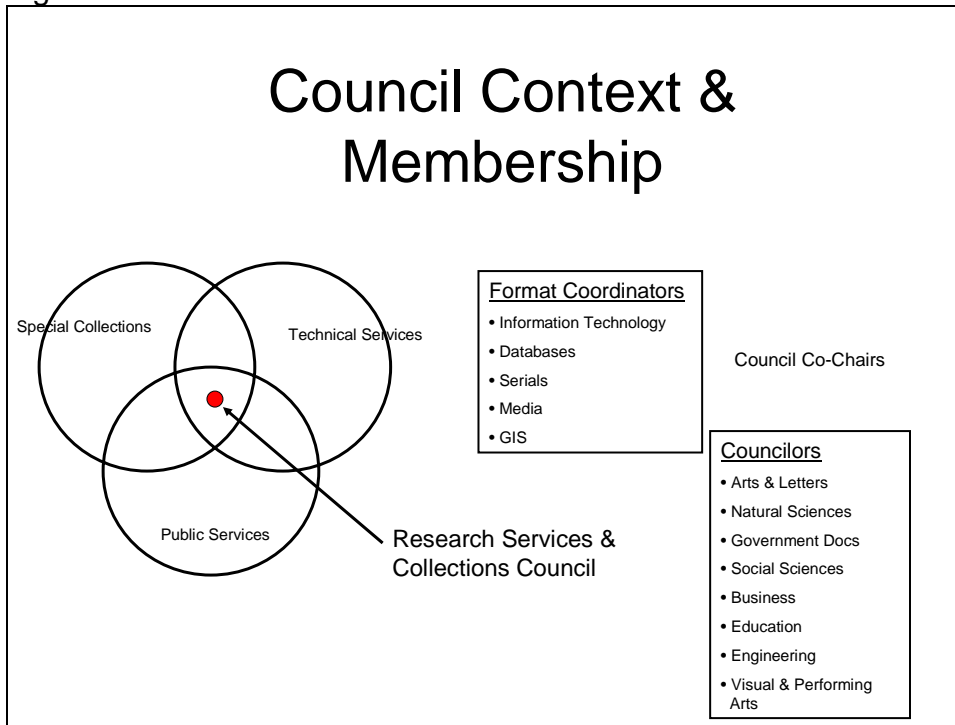 Council Context &
Membership
Special Collections
Technical Services
Public Services
Research Services &
Collections Council
Format Coordinators
• Information Technology
• Databases
• Serials
• Media
• GIS
Council Co-Chairs
Councilors
• Arts & Letters
• Natural Sciences
• Government Docs
• Social Sciences
• Business
• Education
• Engineering
• Visual & Performing
Arts